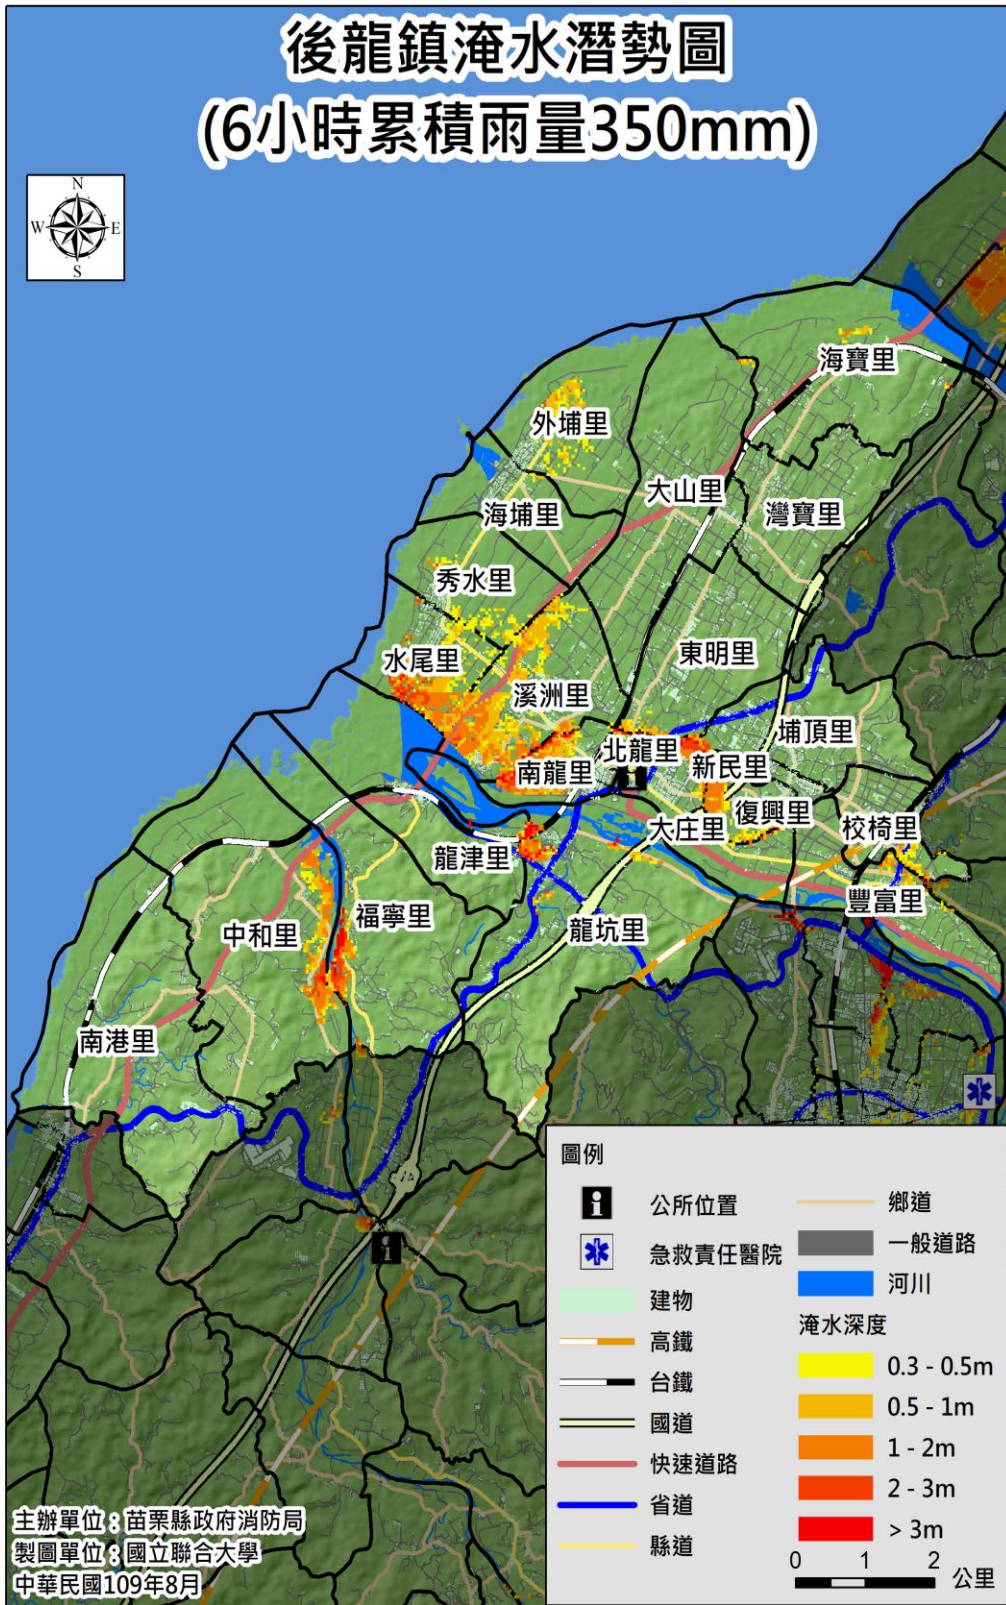 後龍鎮淹水潛勢圖
(6小時累積雨量350mm)
N
W
E
S
海寶里
外埔里
大山里
海埔里
灣寶里
秀水里
水尾里
東明里
溪洲里
埔頂里
北龍里
南龍里
新民里
復興里
大庄里
校椅里
龍津里
豐富里
福寧里
龍坑里
中和里
南港里
圖例
公所位置
急救責任醫院
建物
高鐵
台鐵
國道
快速道路
省道
縣道
鄉道
一般道路
河川
淹水深度
0.3 - 0.5m
0.5 - 1m
1 - 2m
2 - 3m
> 3m
0 1 2
公里
主辦單位：苗栗縣政府消防局
製圖單位：國立聯合大學
中華民國109年8月